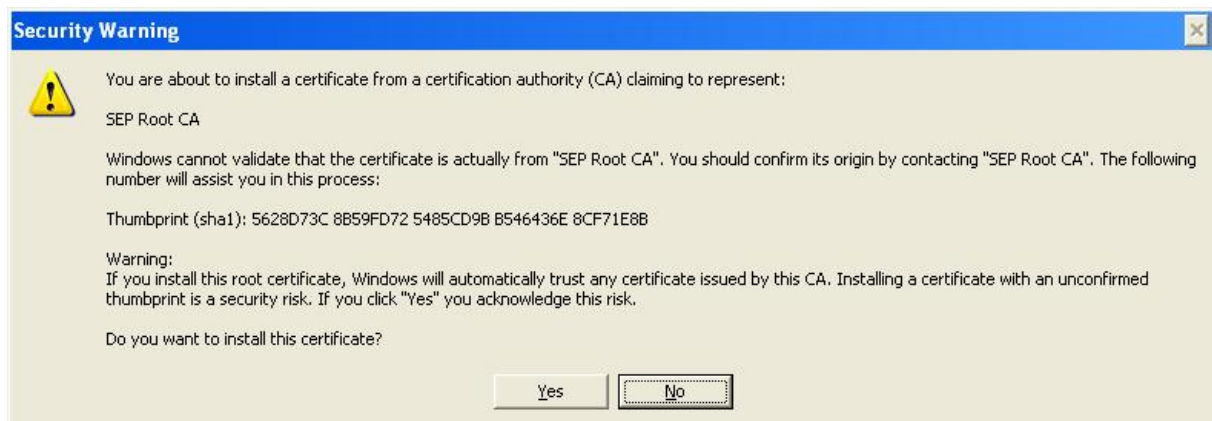 Security Warning
You are about to install a certificate from a certification authority (CA) claiming to represent:
SEP Root CA
Windows cannot validate that the certificate is actually from "SEP Root CA". You should confirm its origin by contacting "SEP Root CA". The following
number will assist you in this process:
Thumbprint (sha1): 5628D73C 8B59FD72 5485CD9B B546436E 8CF71E8B
Warning:
If you install this root certificate, Windows will automatically trust any certificate issued by this CA. Installing a certificate with an unconfirmed
thumbprint is a security risk. If you click "Yes" you acknowledge this risk.
Do you want to install this certificate?
Yes No